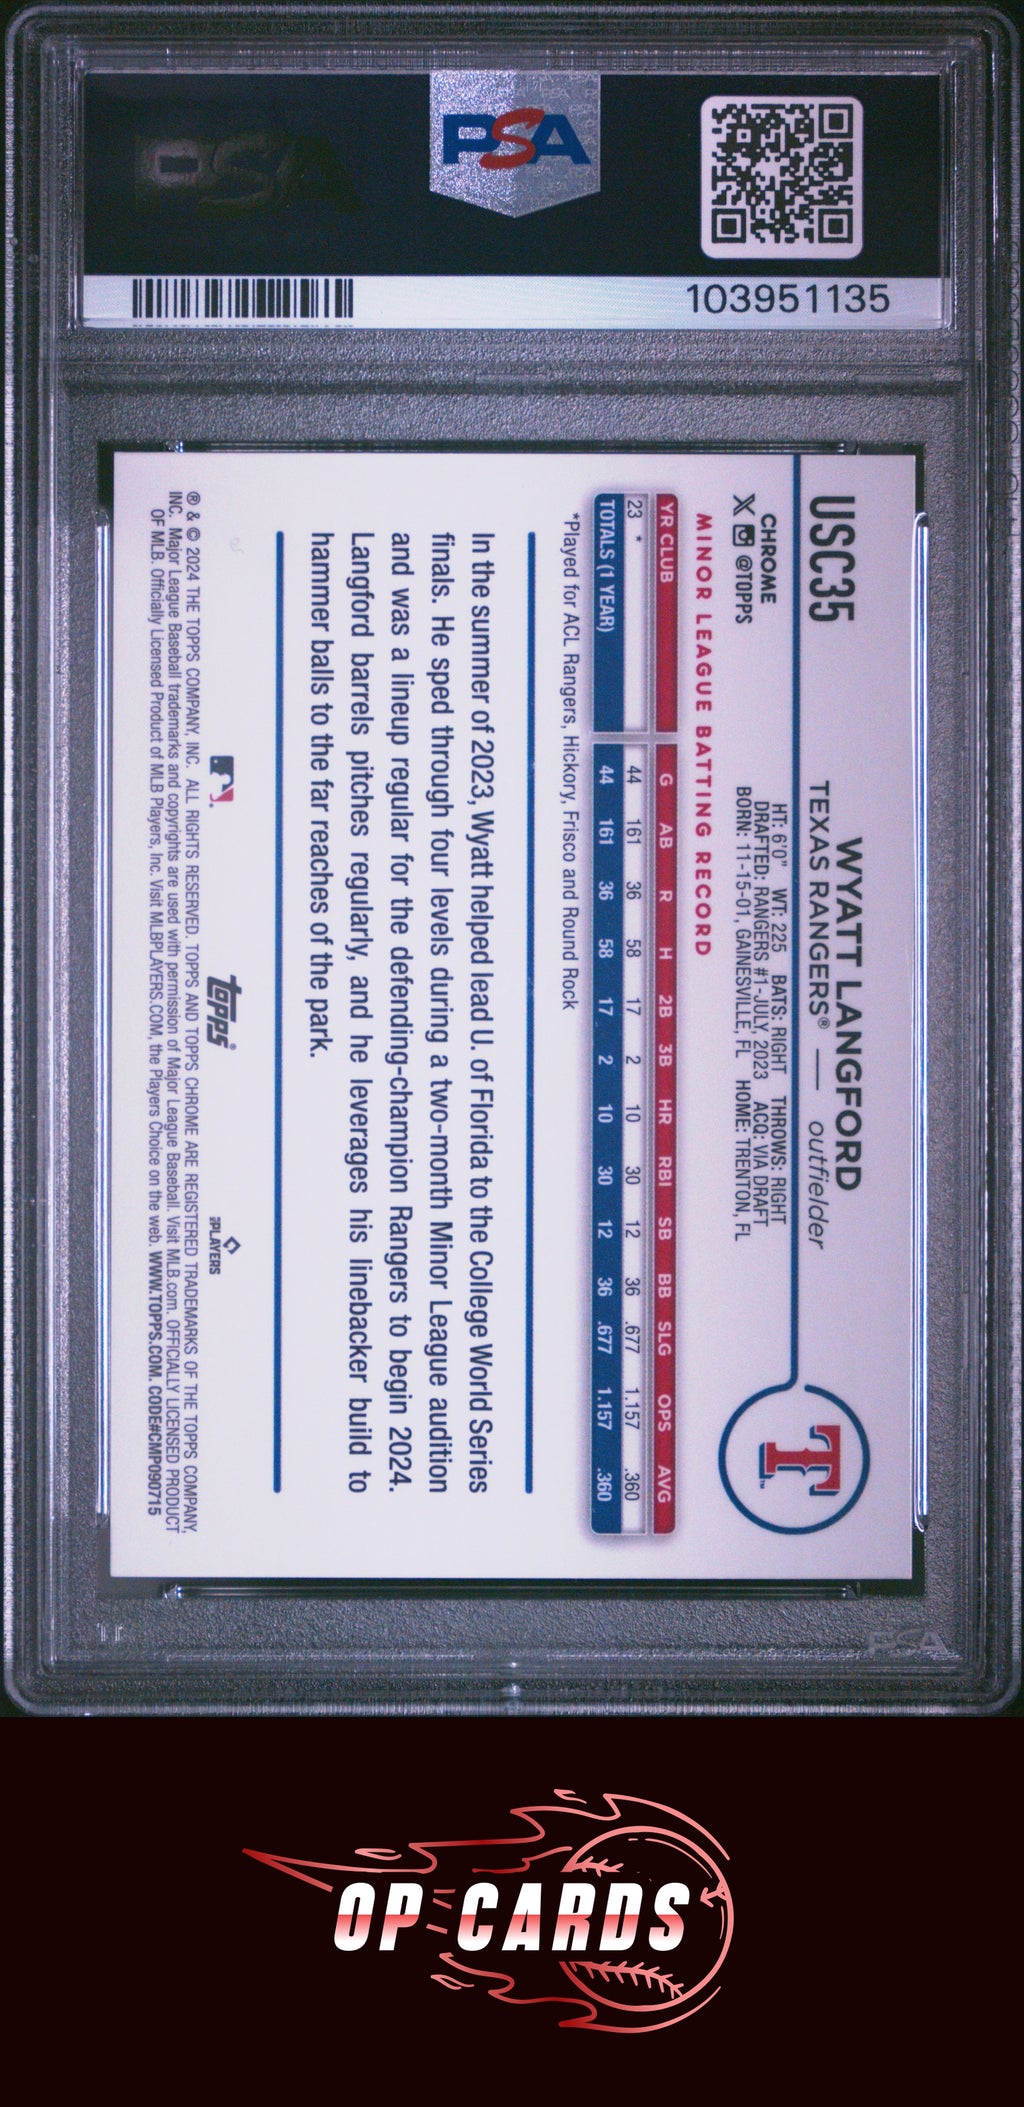 PSA
103951135
USC35
WYATT LANGFORD
TEXAS RANGERS® — outfielder
CHROME
@TOPPS
HT: 6'0" WT: 225 BATS: RIGHT THROWS: RIGHT
DRAFTED: RANGERS #1-JULY, 2023 ACQ: VIA DRAFT
BORN: 11-15-01, GAINESVILLE, FL HOME: TRENTON, FL
T
MINOR LEAGUE BATTING RECORD
YR CLUB G AB R H 2B 3B HR RBI SB BB SLG OPS AVG
23 * 44 161 36 58 17 2 10 30 12 36 .677 1.157 .360
TOTALS (1 YEAR) 44 161 36 58 17 2 10 30 12 36 .677 1.157 .360
*Played for ACL Rangers, Hickory, Frisco and Round Rock
In the summer of 2023, Wyatt helped lead U. of Florida to the College World Series
finals. He sped through four levels during a two-month Minor League audition
and was a lineup regular for the defending-champion Rangers to begin 2024.
Langford barrels pitches regularly, and he leverages his linebacker build to
hammer balls to the far reaches of the park.
topps®
PLAYERS
® & © 2024 THE TOPPS COMPANY, INC. ALL RIGHTS RESERVED. TOPPS AND TOPPS CHROME ARE REGISTERED TRADEMARKS OF THE TOPPS COMPANY,
INC. Major League Baseball trademarks and copyrights are used with permission of Major League Baseball. Visit MLB.com. OFFICIALLY LICENSED PRODUCT
OF MLB. Officially Licensed Product of MLB Players, Inc. Visit MLBPLAYERS.COM, the Players Choice on the web. WWW.TOPPS.COM. CODE#CMP090715
PSA
OP CARDS